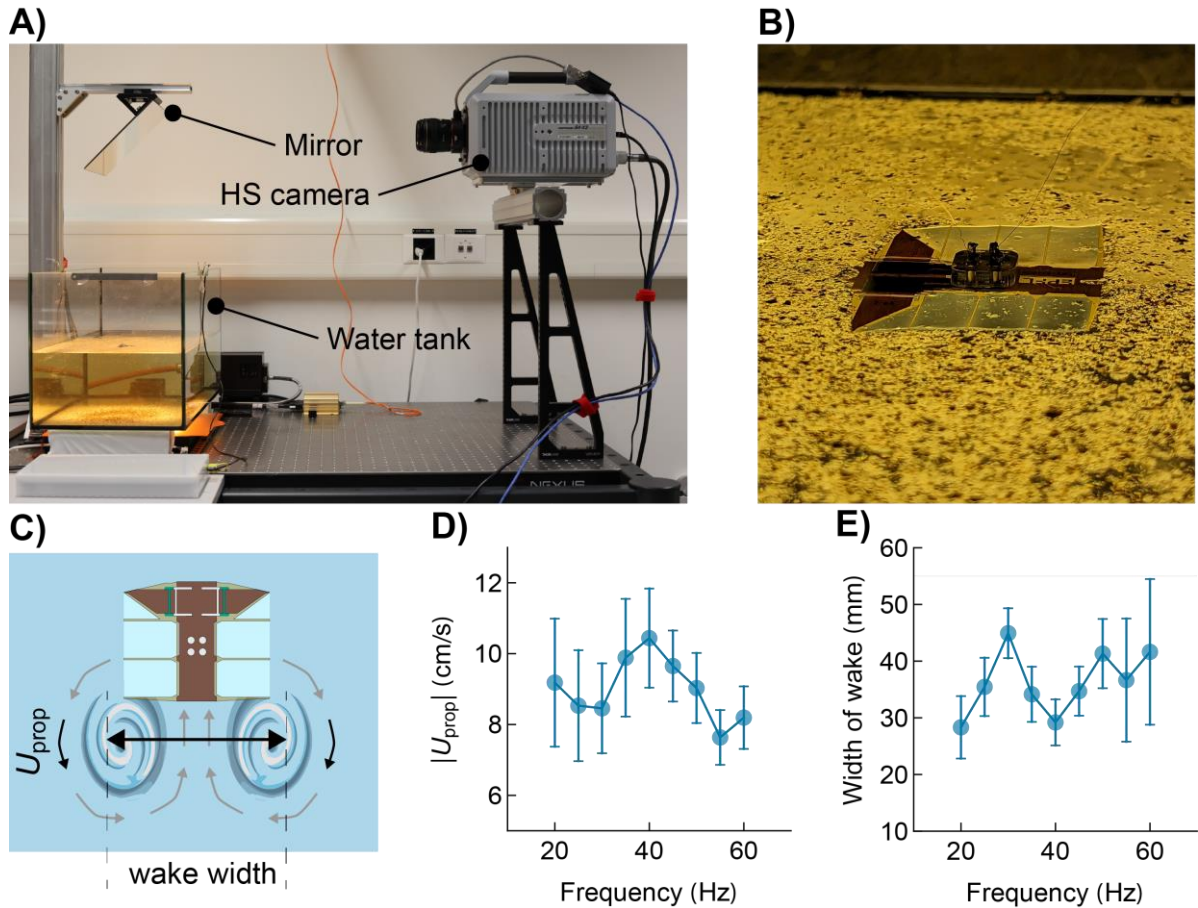 A)
Mirror
HS camera
Water tank
NEXUS
B)
C)
U_prop
wake width
D)
|U_prop| (cm/s)
12
10
8
6
20
40
60
Frequency (Hz)
E)
Width of wake (mm)
60
50
40
30
20
10
20
40
60
Frequency (Hz)